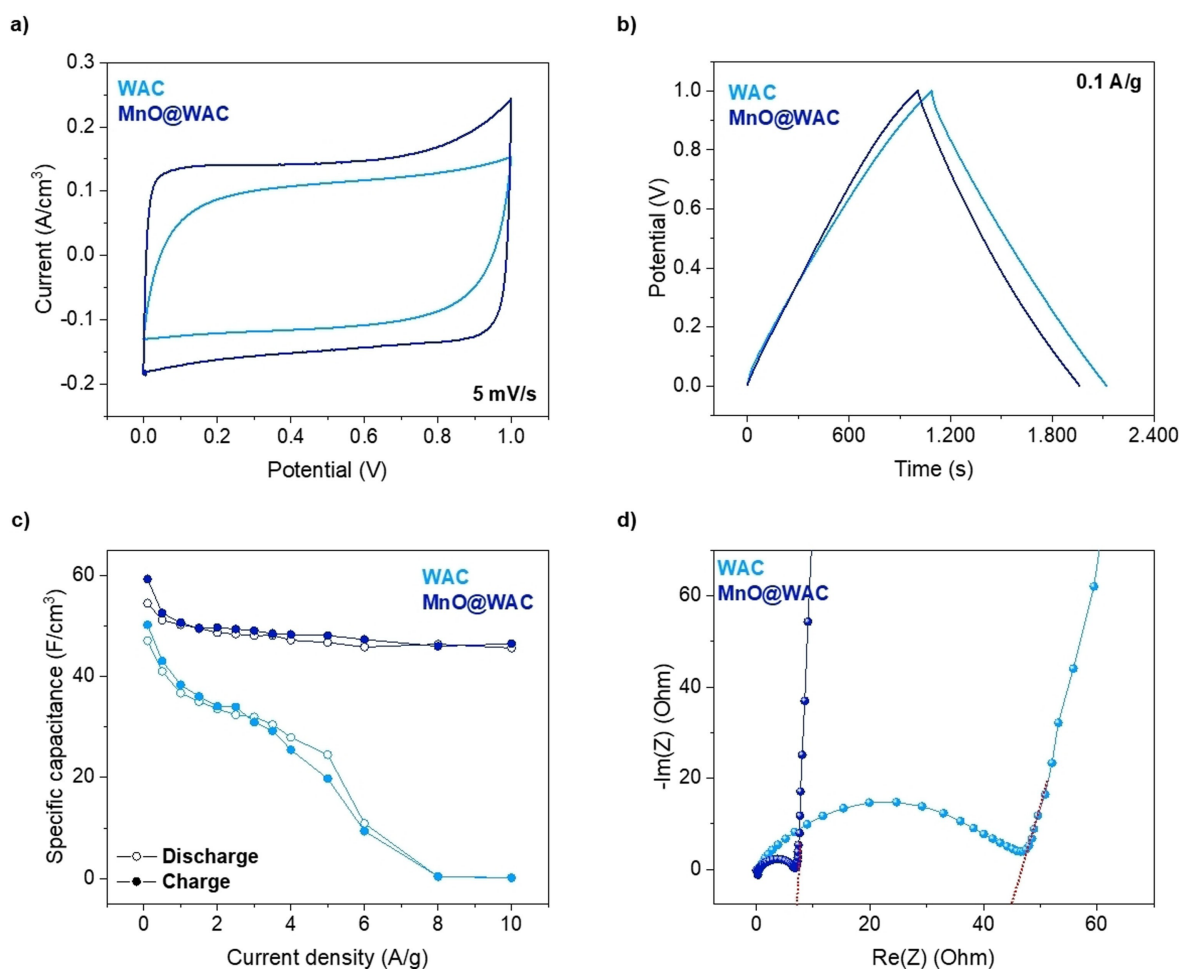 a)
0.3
0.2
0.1
0.0
-0.1
-0.2
Current (A/cm³)
WAC
MnO@WAC
5 mV/s
0.0 0.2 0.4 0.6 0.8 1.0
Potential (V)
b)
1.0
0.8
0.6
0.4
0.2
0.0
Potential (V)
WAC
MnO@WAC
0.1 A/g
0 600 1.200 1.800 2.400
Time (s)
c)
60
40
20
0
Specific capacitance (F/cm³)
WAC
MnO@WAC
Discharge
Charge
0 2 4 6 8 10
Current density (A/g)
d)
60
40
20
0
-Im(Z) (Ohm)
WAC
MnO@WAC
0 20 40 60
Re(Z) (Ohm)